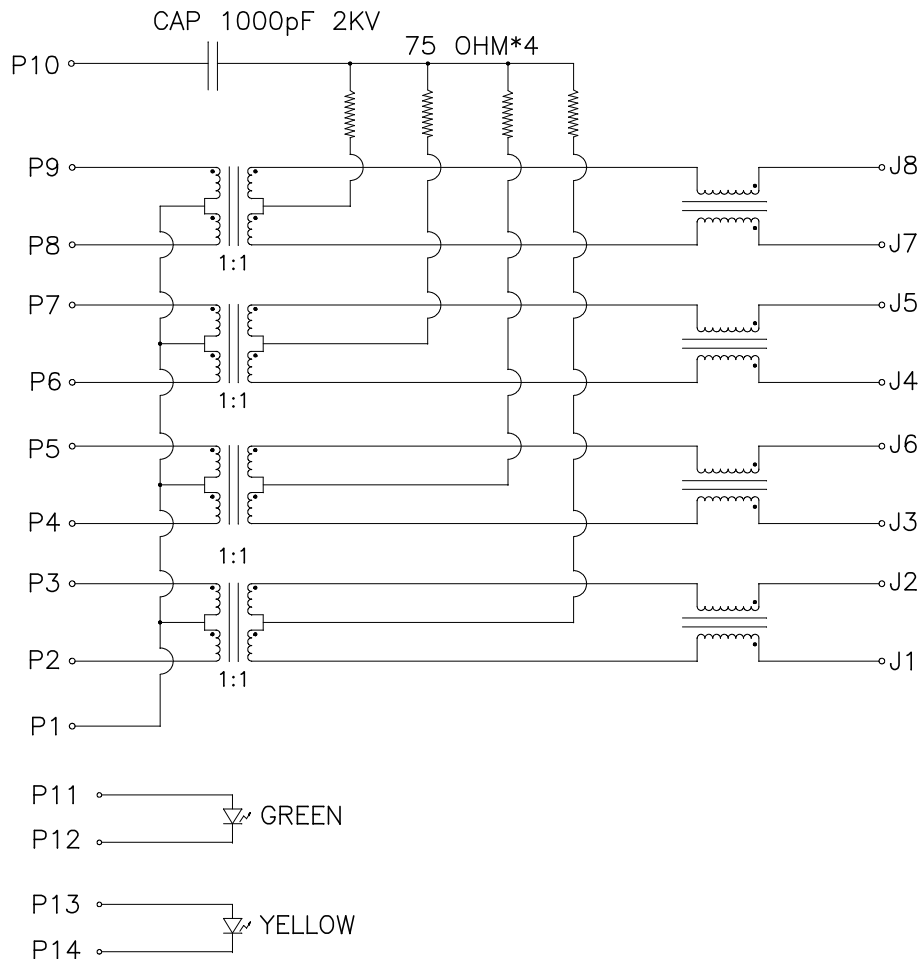 CAP 1000pF 2KV
75 OHM*4
P10
P9
J8
P8
J7
1:1
P7
J5
P6
J4
1:1
P5
J6
P4
J3
1:1
P3
J2
P2
J1
1:1
P1
P11
GREEN
P12
P13
YELLOW
P14